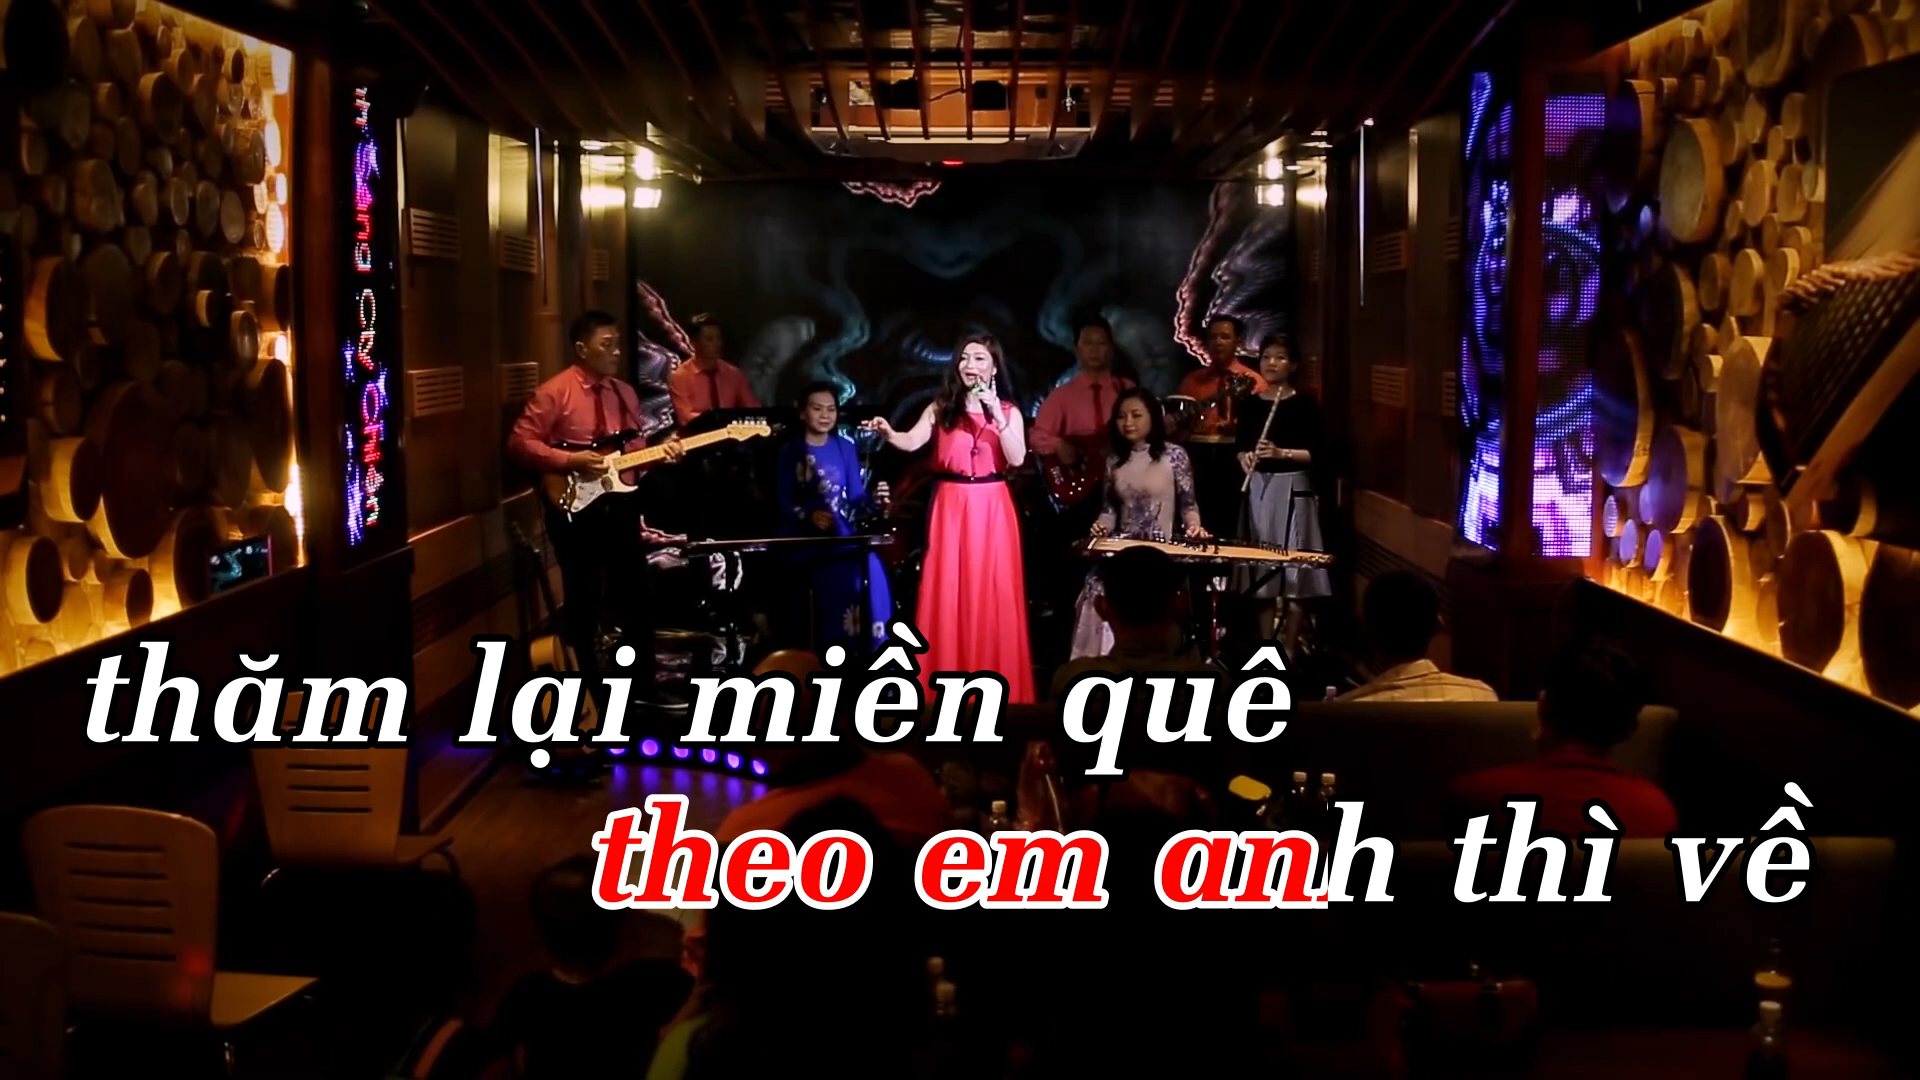 thăm lại miền quê
theo em anh thì về